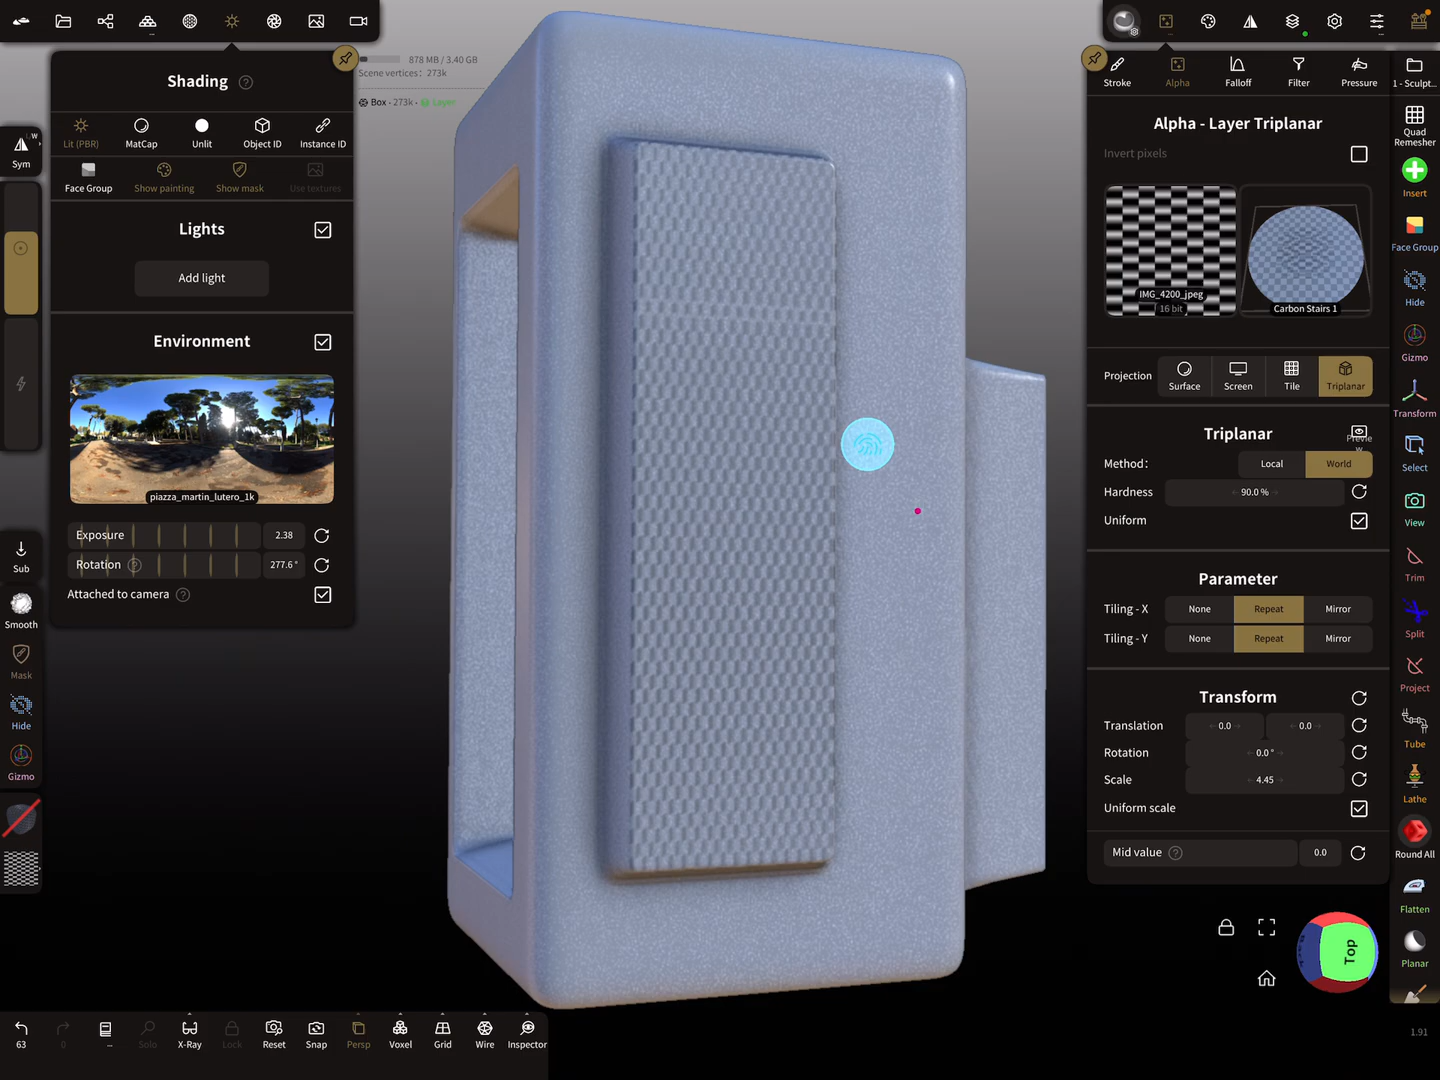 878 MB / 3.40 GB
Scene vertices: 273k
Box · 273k · Layer
Shading
Lit (PBR)
MatCap
Unlit
Object ID
Instance ID
Face Group
Show painting
Show mask
Use textures
Lights
Add light
Environment
piazza_martin_lutero_1k
Exposure
2.38
Rotation
277.6°
Attached to camera
W
Sym
Sub
Smooth
Mask
Hide
Gizmo
63
0
...
Solo
X-Ray
Lock
Reset
Snap
Persp
Voxel
Grid
Wire
Inspector
Stroke
Alpha
Falloff
Filter
Pressure
Alpha - Layer Triplanar
Invert pixels
IMG_4200_jpeg
16 bit
Carbon Stairs 1
Projection
Surface
Screen
Tile
Triplanar
Triplanar
Preview
Method:
Local
World
Hardness
90.0 %
Uniform
Parameter
Tiling - X
None
Repeat
Mirror
Tiling - Y
None
Repeat
Mirror
Transform
Translation
0.0
0.0
Rotation
0.0°
Scale
4.45
Uniform scale
Mid value
0.0
1 - Sculpt...
Quad
Remesher
Insert
Face Group
Hide
Gizmo
Transform
Select
View
Trim
Split
Project
Tube
Lathe
Round All
Flatten
Planar
Top
1.91